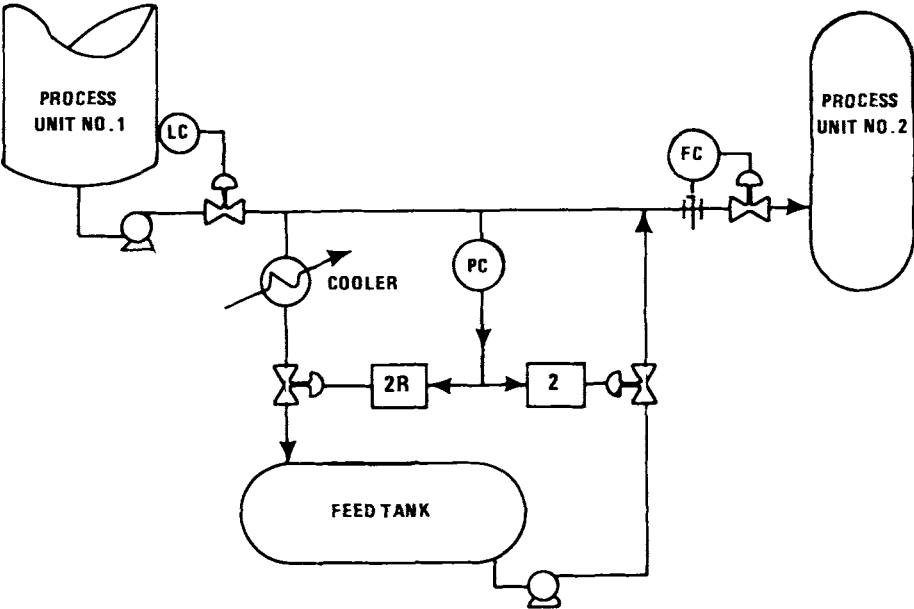 PROCESS
UNIT NO.1
LC
PROCESS
UNIT NO.2
FC
PC
COOLER
2R
2
FEED TANK